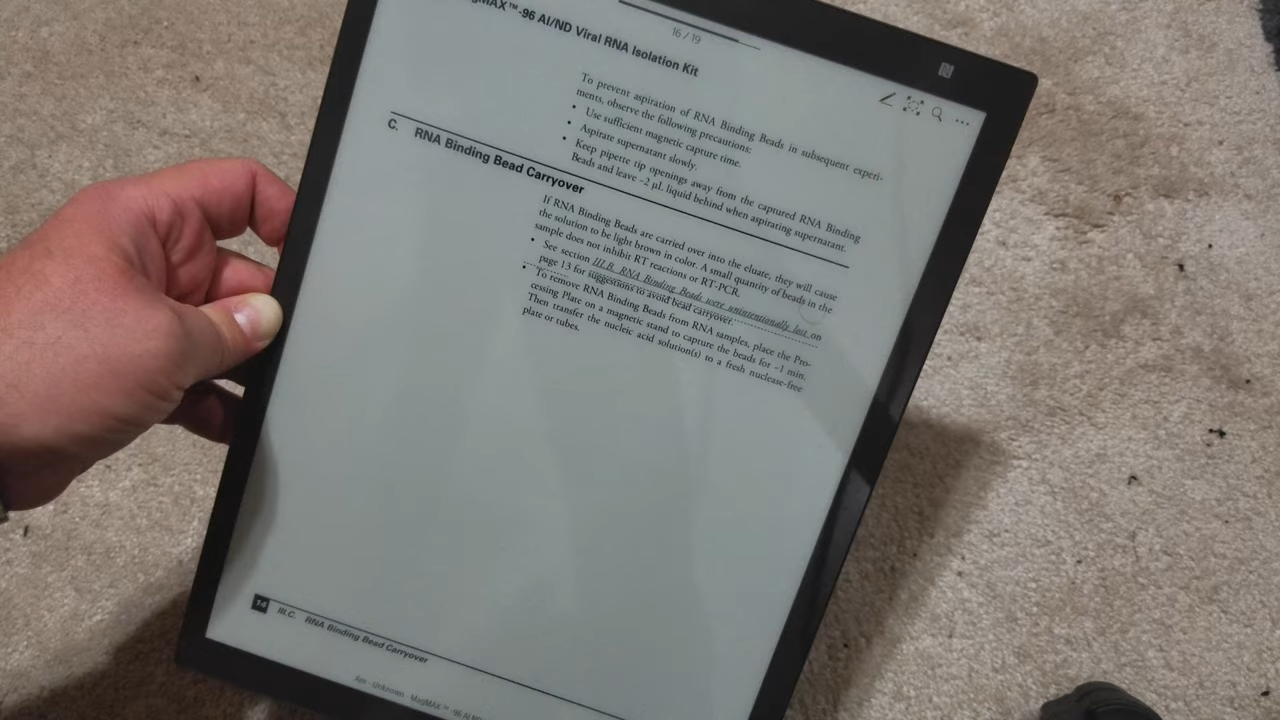 16 / 19
gMAX™-96 AI/ND Viral RNA Isolation Kit
To prevent aspiration of RNA Binding Beads in subsequent experi-
ments, observe the following precautions:
• Use sufficient magnetic capture time.
• Aspirate supernatant slowly.
• Keep pipette tip openings away from the captured RNA Binding
Beads and leave ~2 µL liquid behind when aspirating supernatant.
C. RNA Binding Bead Carryover
If RNA Binding Beads are carried over into the eluate, they will cause
the solution to be light brown in color. A small quantity of beads in the
sample does not inhibit RT reactions or RT-PCR.
• See section III.B. RNA Binding Beads were unintentionally lost on
page 13 for suggestions to avoid bead carryover.
• To remove RNA Binding Beads from RNA samples, place the Pro-
cessing Plate on a magnetic stand to capture the beads for ~1 min.
Then transfer the nucleic acid solution(s) to a fresh nuclease-free
plate or tubes.
14 III.C. RNA Binding Bead Carryover
Unknown - MagMAX™-96 AI ND